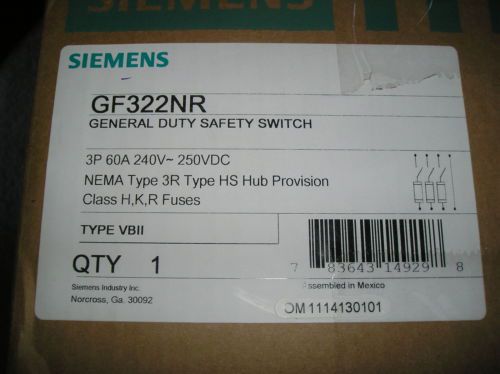 SIEMENS
SIEMENS
GF322NR
GENERAL DUTY SAFETY SWITCH
3P 60A 240V~ 250VDC
NEMA Type 3R Type HS Hub Provision
Class H,K,R Fuses
TYPE VBII
QTY 1
7 83643 14929 8
Siemens Industry Inc.
Norcross, Ga. 30092
Assembled in Mexico
OM1114130101